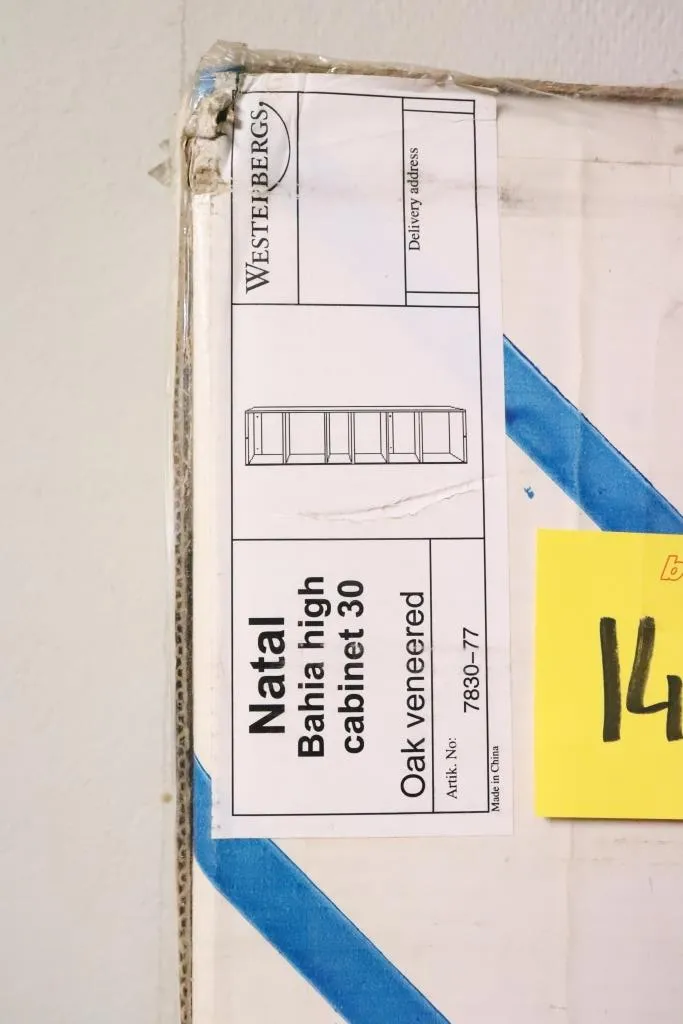 WESTERBERGS
Delivery address
Natal
Bahia high
cabinet 30
Oak veneered
Artik. No:
7830-77
Made in China
14